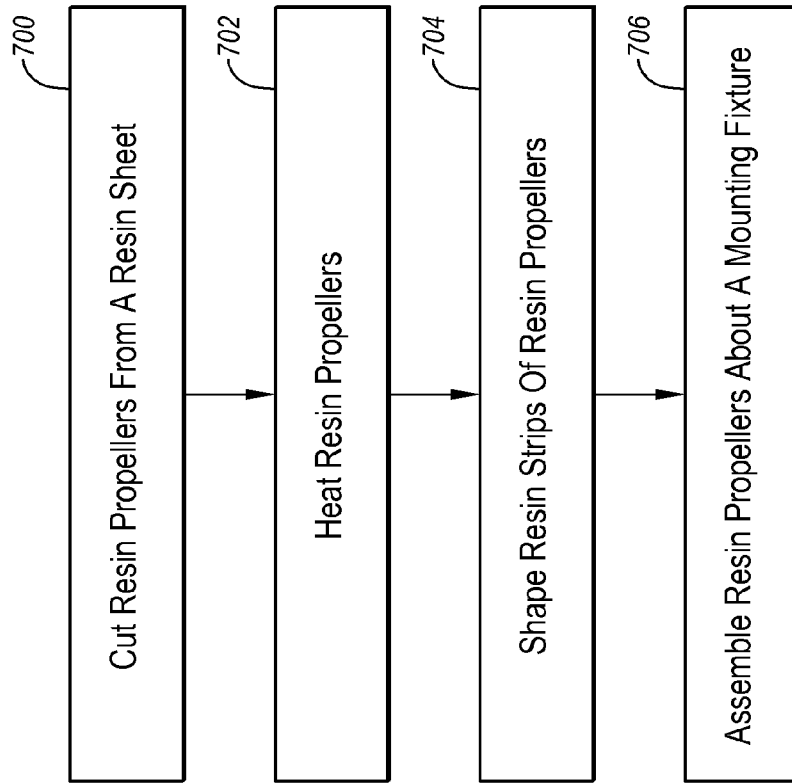 700
Cut Resin Propellers From A Resin Sheet
702
Heat Resin Propellers
704
Shape Resin Strips Of Resin Propellers
706
Assemble Resin Propellers About A Mounting Fixture